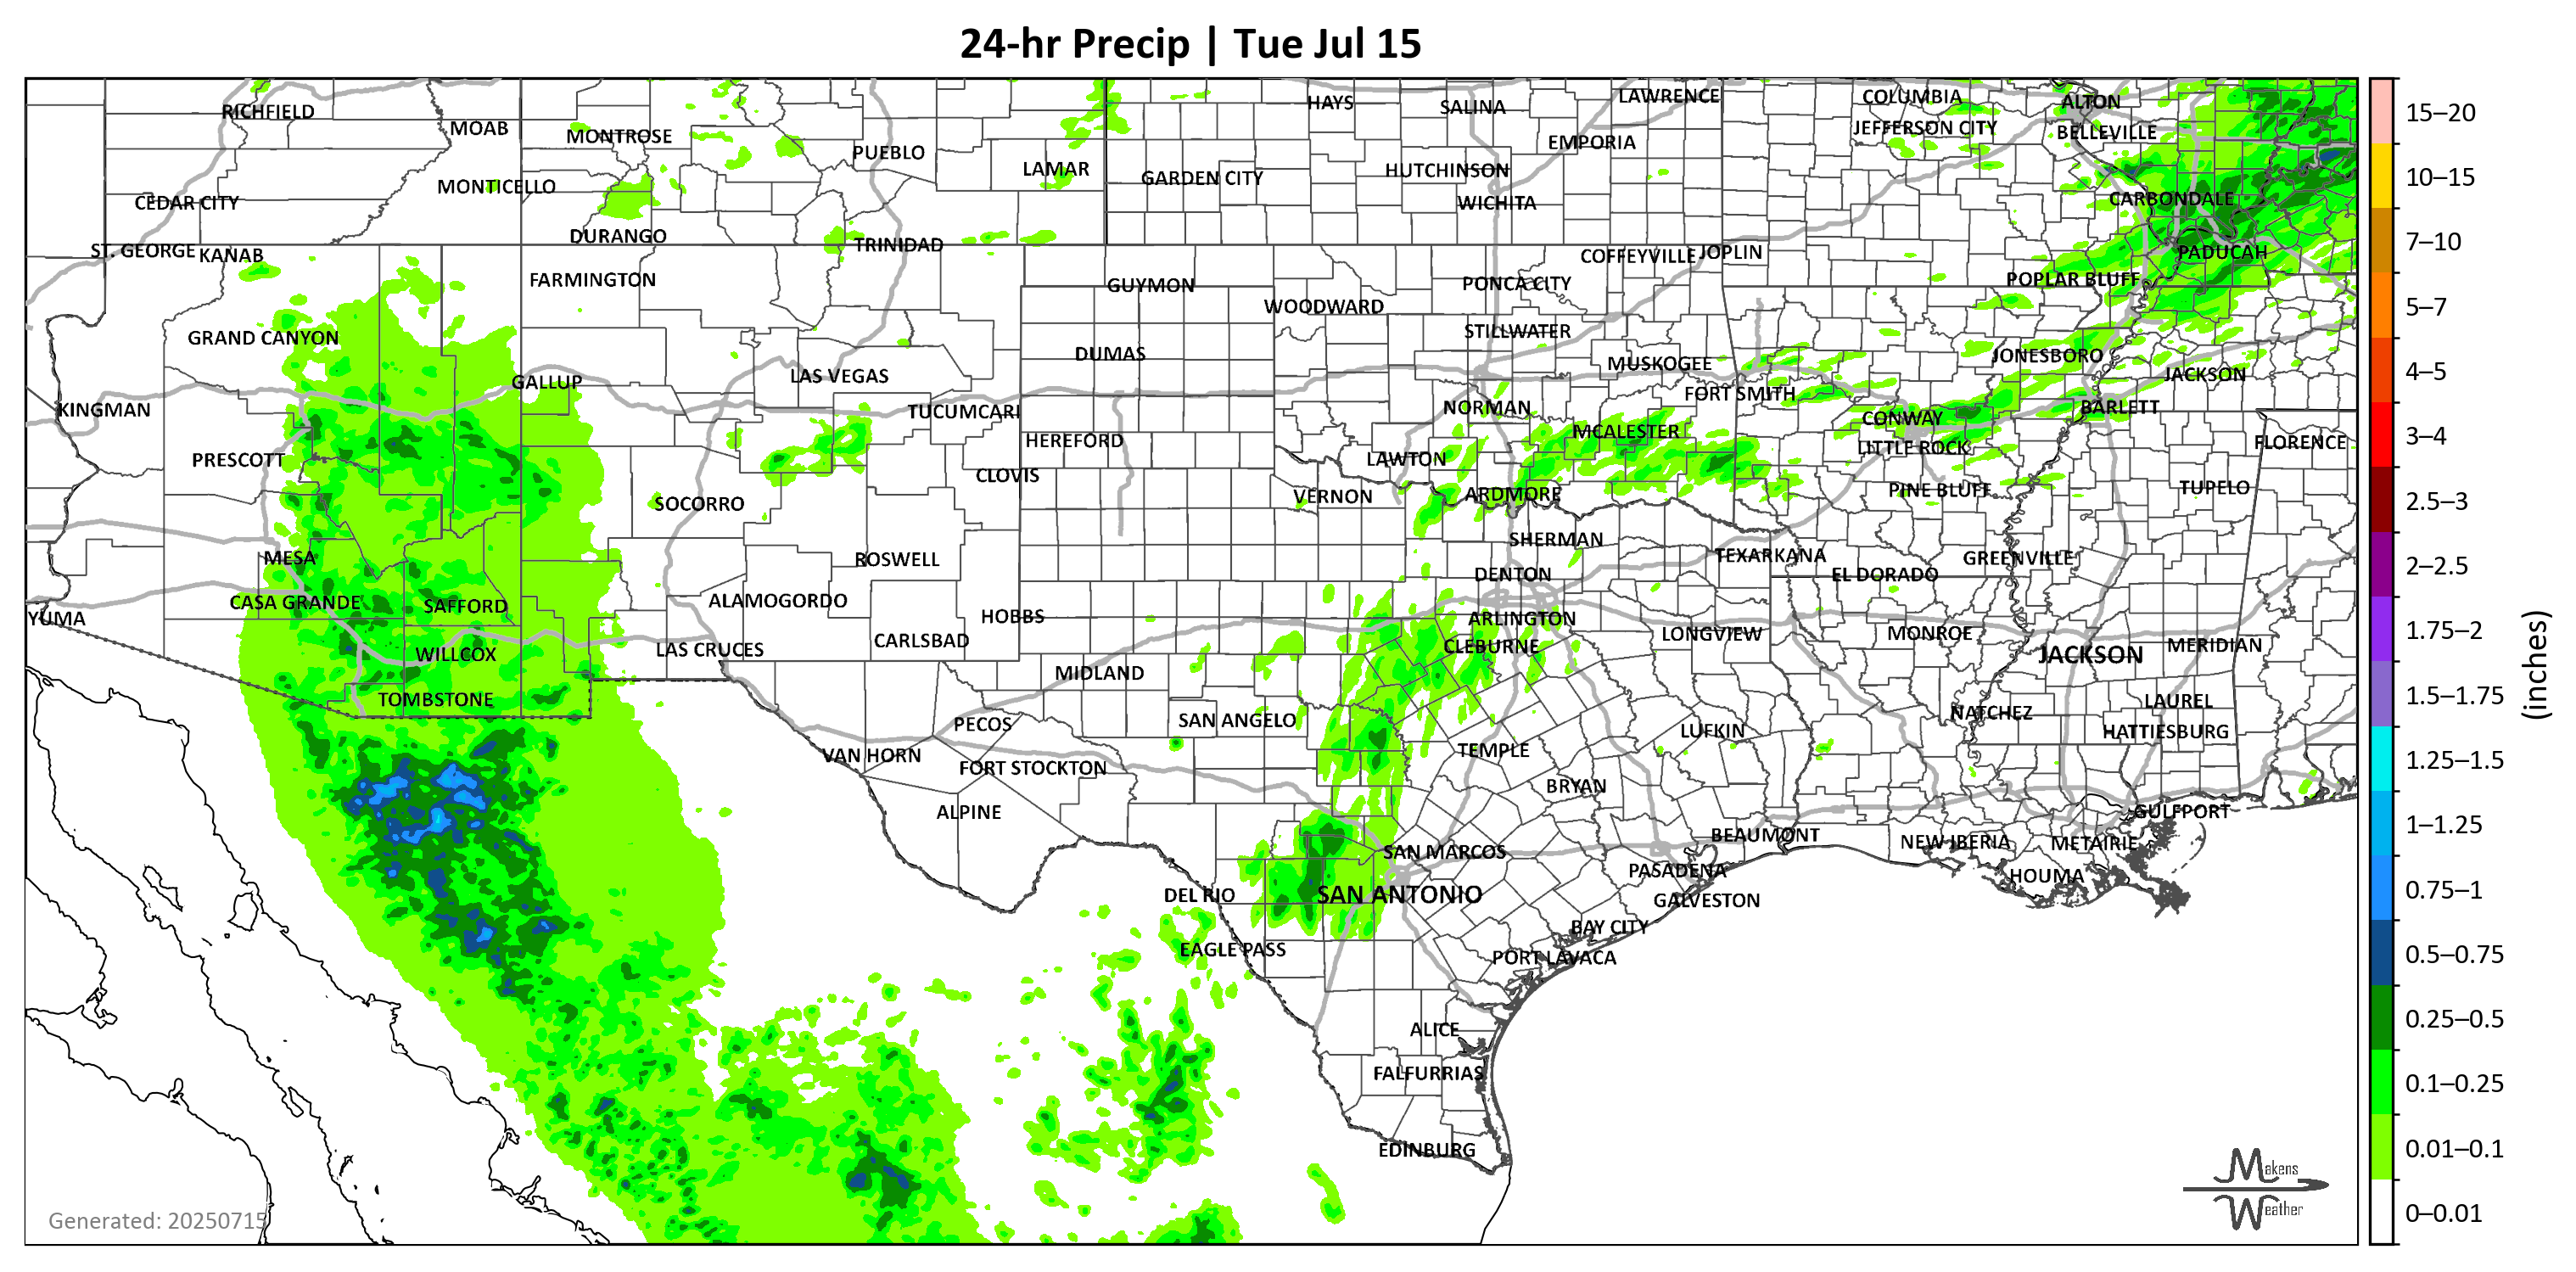 24-hr Precip | Tue Jul 15
RICHFIELD
MOAB
MONTROSE
PUEBLO
LAMAR
HAYS
SALINA
LAWRENCE
COLUMBIA
ALTON
JEFFERSON CITY
BELLEVILLE
EMPORIA
HUTCHINSON
GARDEN CITY
WICHITA
MONTICELLO
CEDAR CITY
CARBONDALE
DURANGO
TRINIDAD
ST. GEORGE
KANAB
COFFEYVILLE
JOPLIN
PADUCAH
FARMINGTON
GUYMON
PONCA CITY
POPLAR BLUFF
WOODWARD
GRAND CANYON
STILLWATER
DUMAS
MUSKOGEE
JONESBORO
JACKSON
LAS VEGAS
GALLUP
FORT SMITH
KINGMAN
TUCUMCARI
NORMAN
CONWAY
BARLETT
HEREFORD
MCALESTER
LITTLE ROCK
FLORENCE
PRESCOTT
LAWTON
CLOVIS
VERNON
ARDMORE
PINE BLUFF
TUPELO
SOCORRO
SHERMAN
MESA
ROSWELL
TEXARKANA
GREENVILLE
DENTON
EL DORADO
CASA GRANDE
SAFFORD
ALAMOGORDO
HOBBS
YUMA
ARLINGTON
CARLSBAD
LONGVIEW
MONROE
MERIDIAN
WILLCOX
LAS CRUCES
CLEBURNE
JACKSON
MIDLAND
TOMBSTONE
LAUREL
PECOS
SAN ANGELO
NATCHEZ
LUFKIN
HATTIESBURG
VAN HORN
TEMPLE
FORT STOCKTON
BRYAN
ALPINE
GULFPORT
BEAUMONT
NEW IBERIA
METAIRIE
SAN MARCOS
PASADENA
HOUMA
DEL RIO
SAN ANTONIO
GALVESTON
BAY CITY
EAGLE PASS
PORT LAVACA
ALICE
FALFURRIAS
EDINBURG
Generated: 20250715
Makens
Weather
15–20
10–15
7–10
5–7
4–5
3–4
2.5–3
2–2.5
1.75–2
1.5–1.75
1.25–1.5
1–1.25
0.75–1
0.5–0.75
0.25–0.5
0.1–0.25
0.01–0.1
0–0.01
(inches)